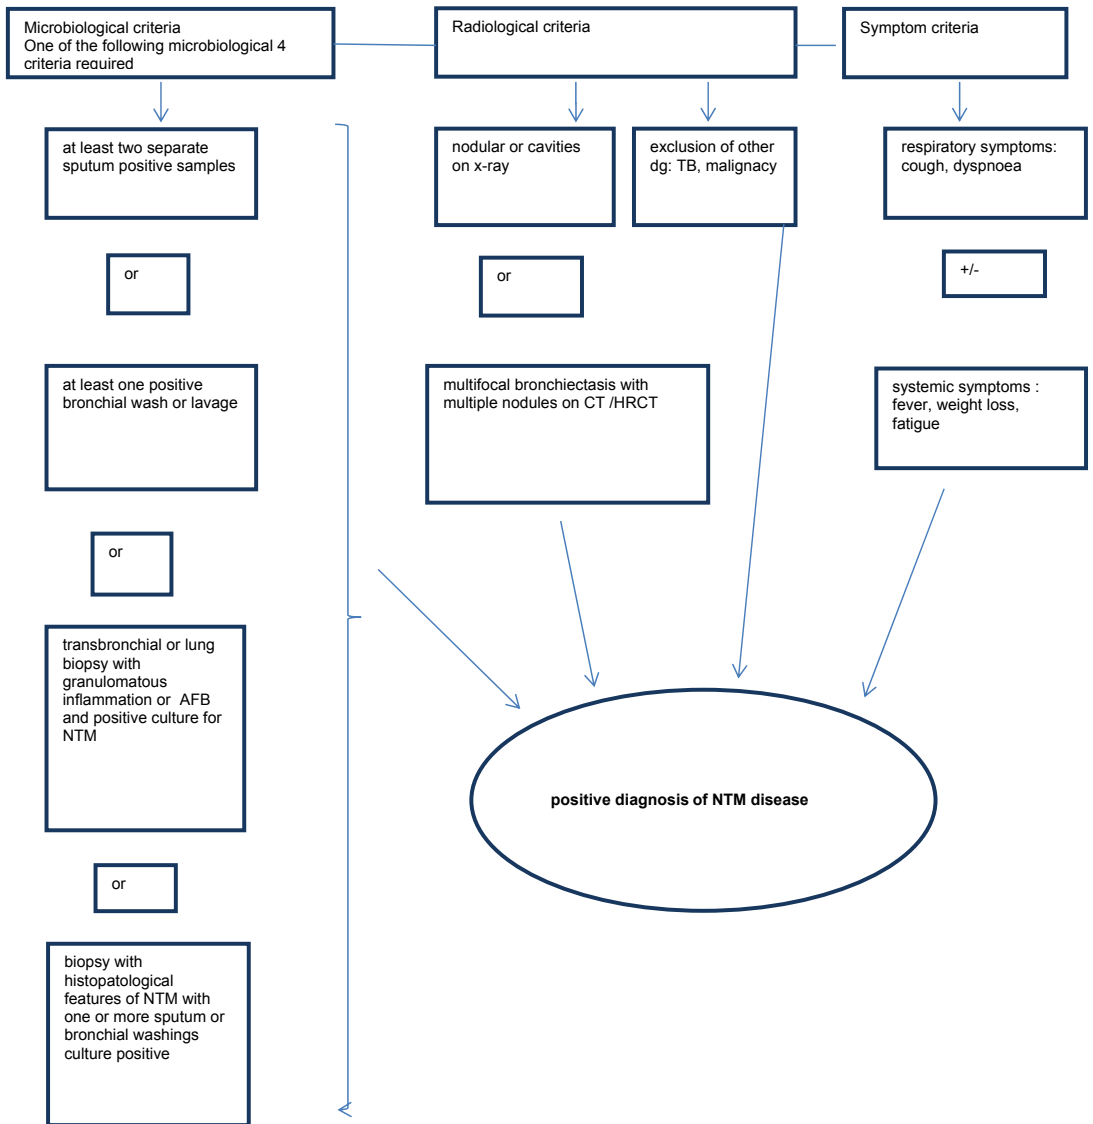 Microbiological criteria
One of the following microbiological 4
criteria required
Radiological criteria
Symptom criteria
at least two separate
sputum positive samples
nodular or cavities
on x-ray
exclusion of other
dg: TB, malignacy
respiratory symptoms:
cough, dyspnoea
or
or
+/-
at least one positive
bronchial wash or lavage
multifocal bronchiectasis with
multiple nodules on CT /HRCT
systemic symptoms :
fever, weight loss,
fatigue
or
transbronchial or lung
biopsy with
granulomatous
inflammation or  AFB
and positive culture for
NTM
positive diagnosis of NTM disease
or
biopsy with
histopatological
features of NTM with
one or more sputum or
bronchial washings
culture positive